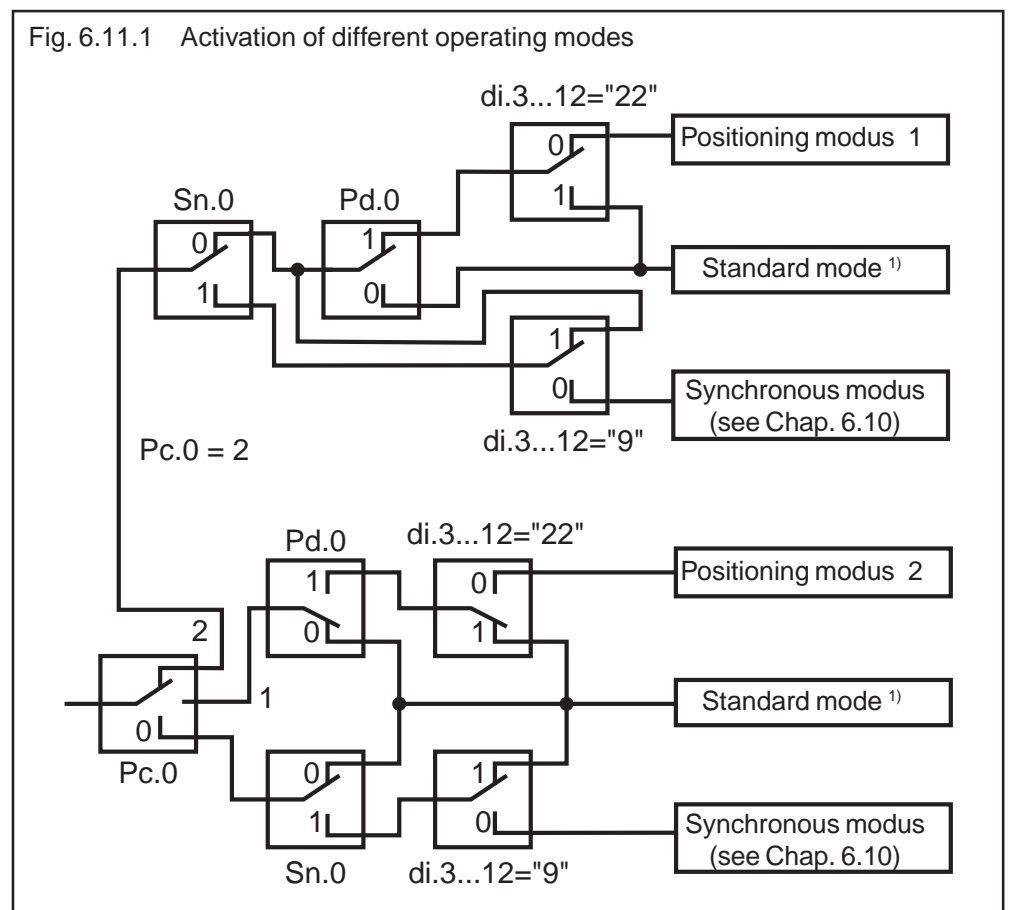 Fig. 6.11.1 Activation of different operating modes
di.3...12="22"
0
1
Positioning modus 1
Sn.0
0
1
Pd.0
1
0
Standard mode 1)
1
0
di.3...12="9"
Synchronous modus
(see Chap. 6.10)
Pc.0 = 2
Pd.0
1
0
di.3...12="22"
0
1
Positioning modus 2
2
1
0
Pc.0
Standard mode 1)
0
1
Sn.0
1
0
di.3...12="9"
Synchronous modus
(see Chap. 6.10)